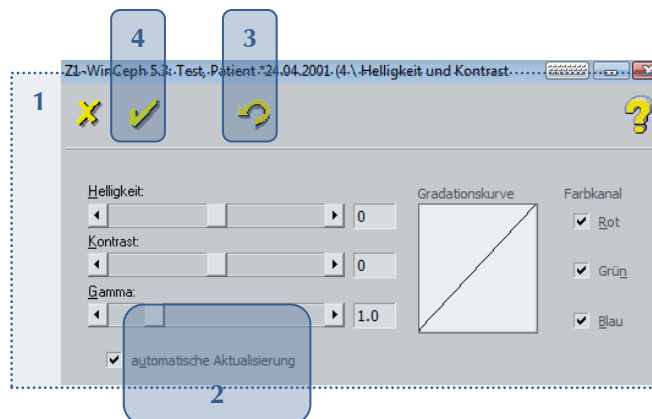 4 3
Z1-WinCeph 5.3: Test, Patient *24.04.2001 (4 \ Helligkeit und Kontrast
1
Helligkeit:
0
Kontrast:
0
Gamma:
1.0
automatische Aktualisierung
2
Gradationskurve
Farbkanal
Rot
Grün
Blau